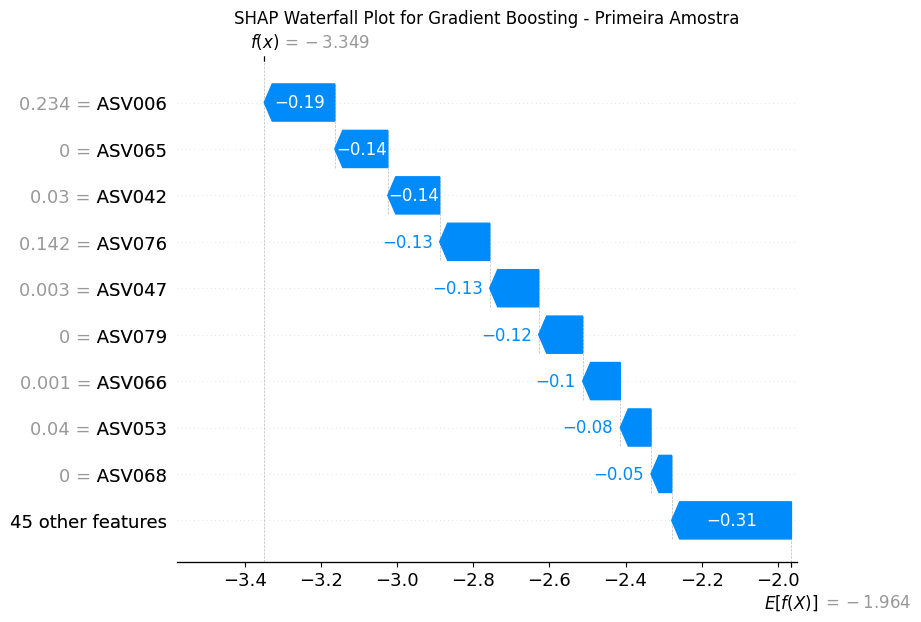 SHAP Waterfall Plot for Gradient Boosting - Primeira Amostra
f(x) = −3.349
0.234 = ASV006
−0.19
0 = ASV065
−0.14
0.03 = ASV042
−0.14
0.142 = ASV076
−0.13
0.003 = ASV047
−0.13
0 = ASV079
−0.12
0.001 = ASV066
−0.1
0.04 = ASV053
−0.08
0 = ASV068
−0.05
45 other features
−0.31
−3.4 −3.2 −3.0 −2.8 −2.6 −2.4 −2.2 −2.0
E[f(X)] = −1.964